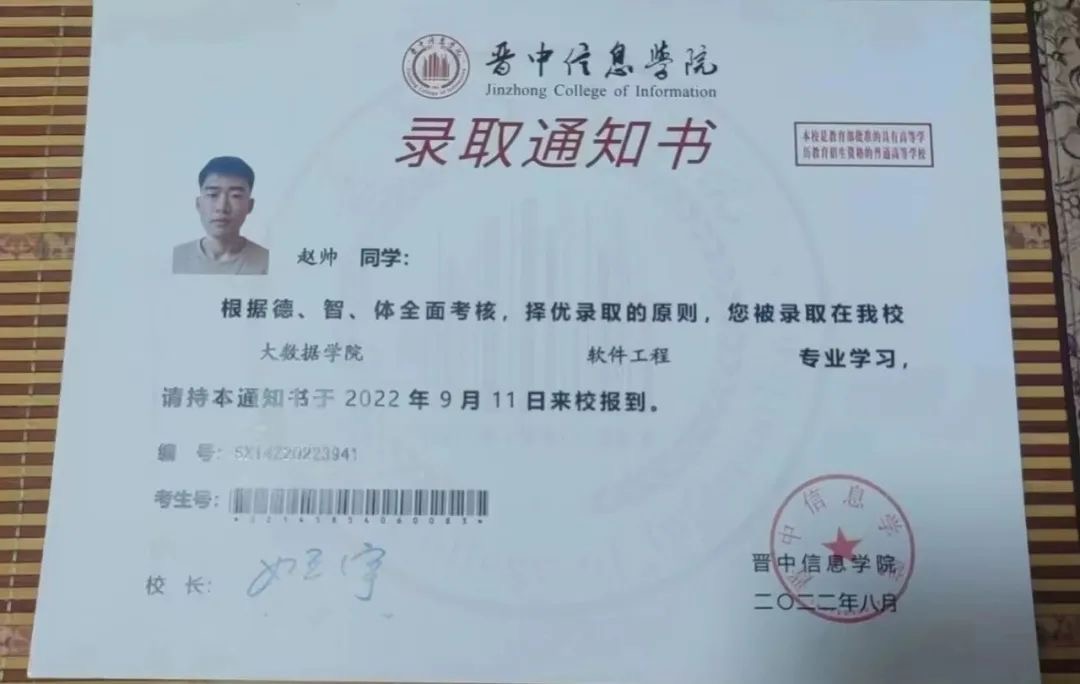 晋中信息学院
Jinzhong College of Information
录取通知书
本校是教育部批准的具有高等学
历教育招生资格的普通高等学校
赵帅 同学：
根据德、智、体全面考核，择优录取的原则，您被录取在我校
大数据学院 软件工程 专业学习，
请持本通知书于 2022 年 9 月 11 日来校报到。
编 号：SX14Z20223941
考生号：
校 长：
晋中信息学院
二〇二二年八月
中信息学